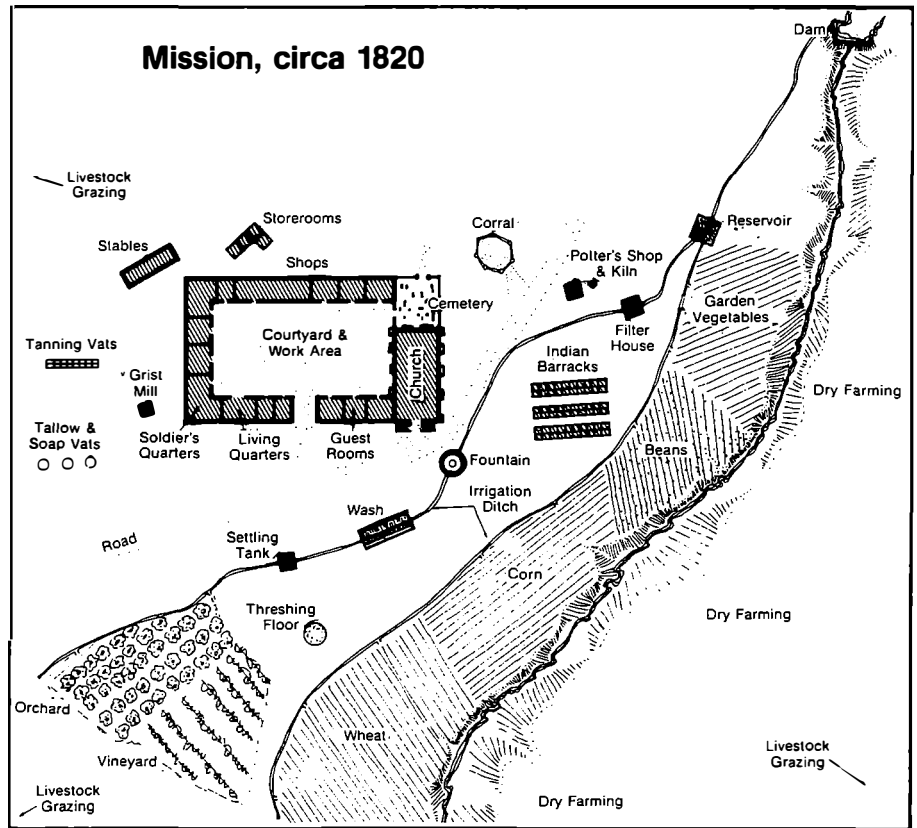 Dam
Mission, circa 1820
Livestock
Grazing
Storerooms
Corral
Reservoir
Stables
Shops
Potter's Shop
& Kiln
Cemetery
Garden
Vegetables
Courtyard &
Work Area
Filter
House
Tanning Vats
Indian
Barracks
Grist
Mill
Church
Dry Farming
Tallow &
Soap Vats
Soldier's
Quarters
Living
Quarters
Guest
Rooms
Beans
Fountain
Irrigation
Ditch
Wash
Road
Settling
Tank
Corn
Threshing
Floor
Dry Farming
Orchard
Wheat
Vineyard
Livestock
Grazing
Livestock
Grazing
Dry Farming